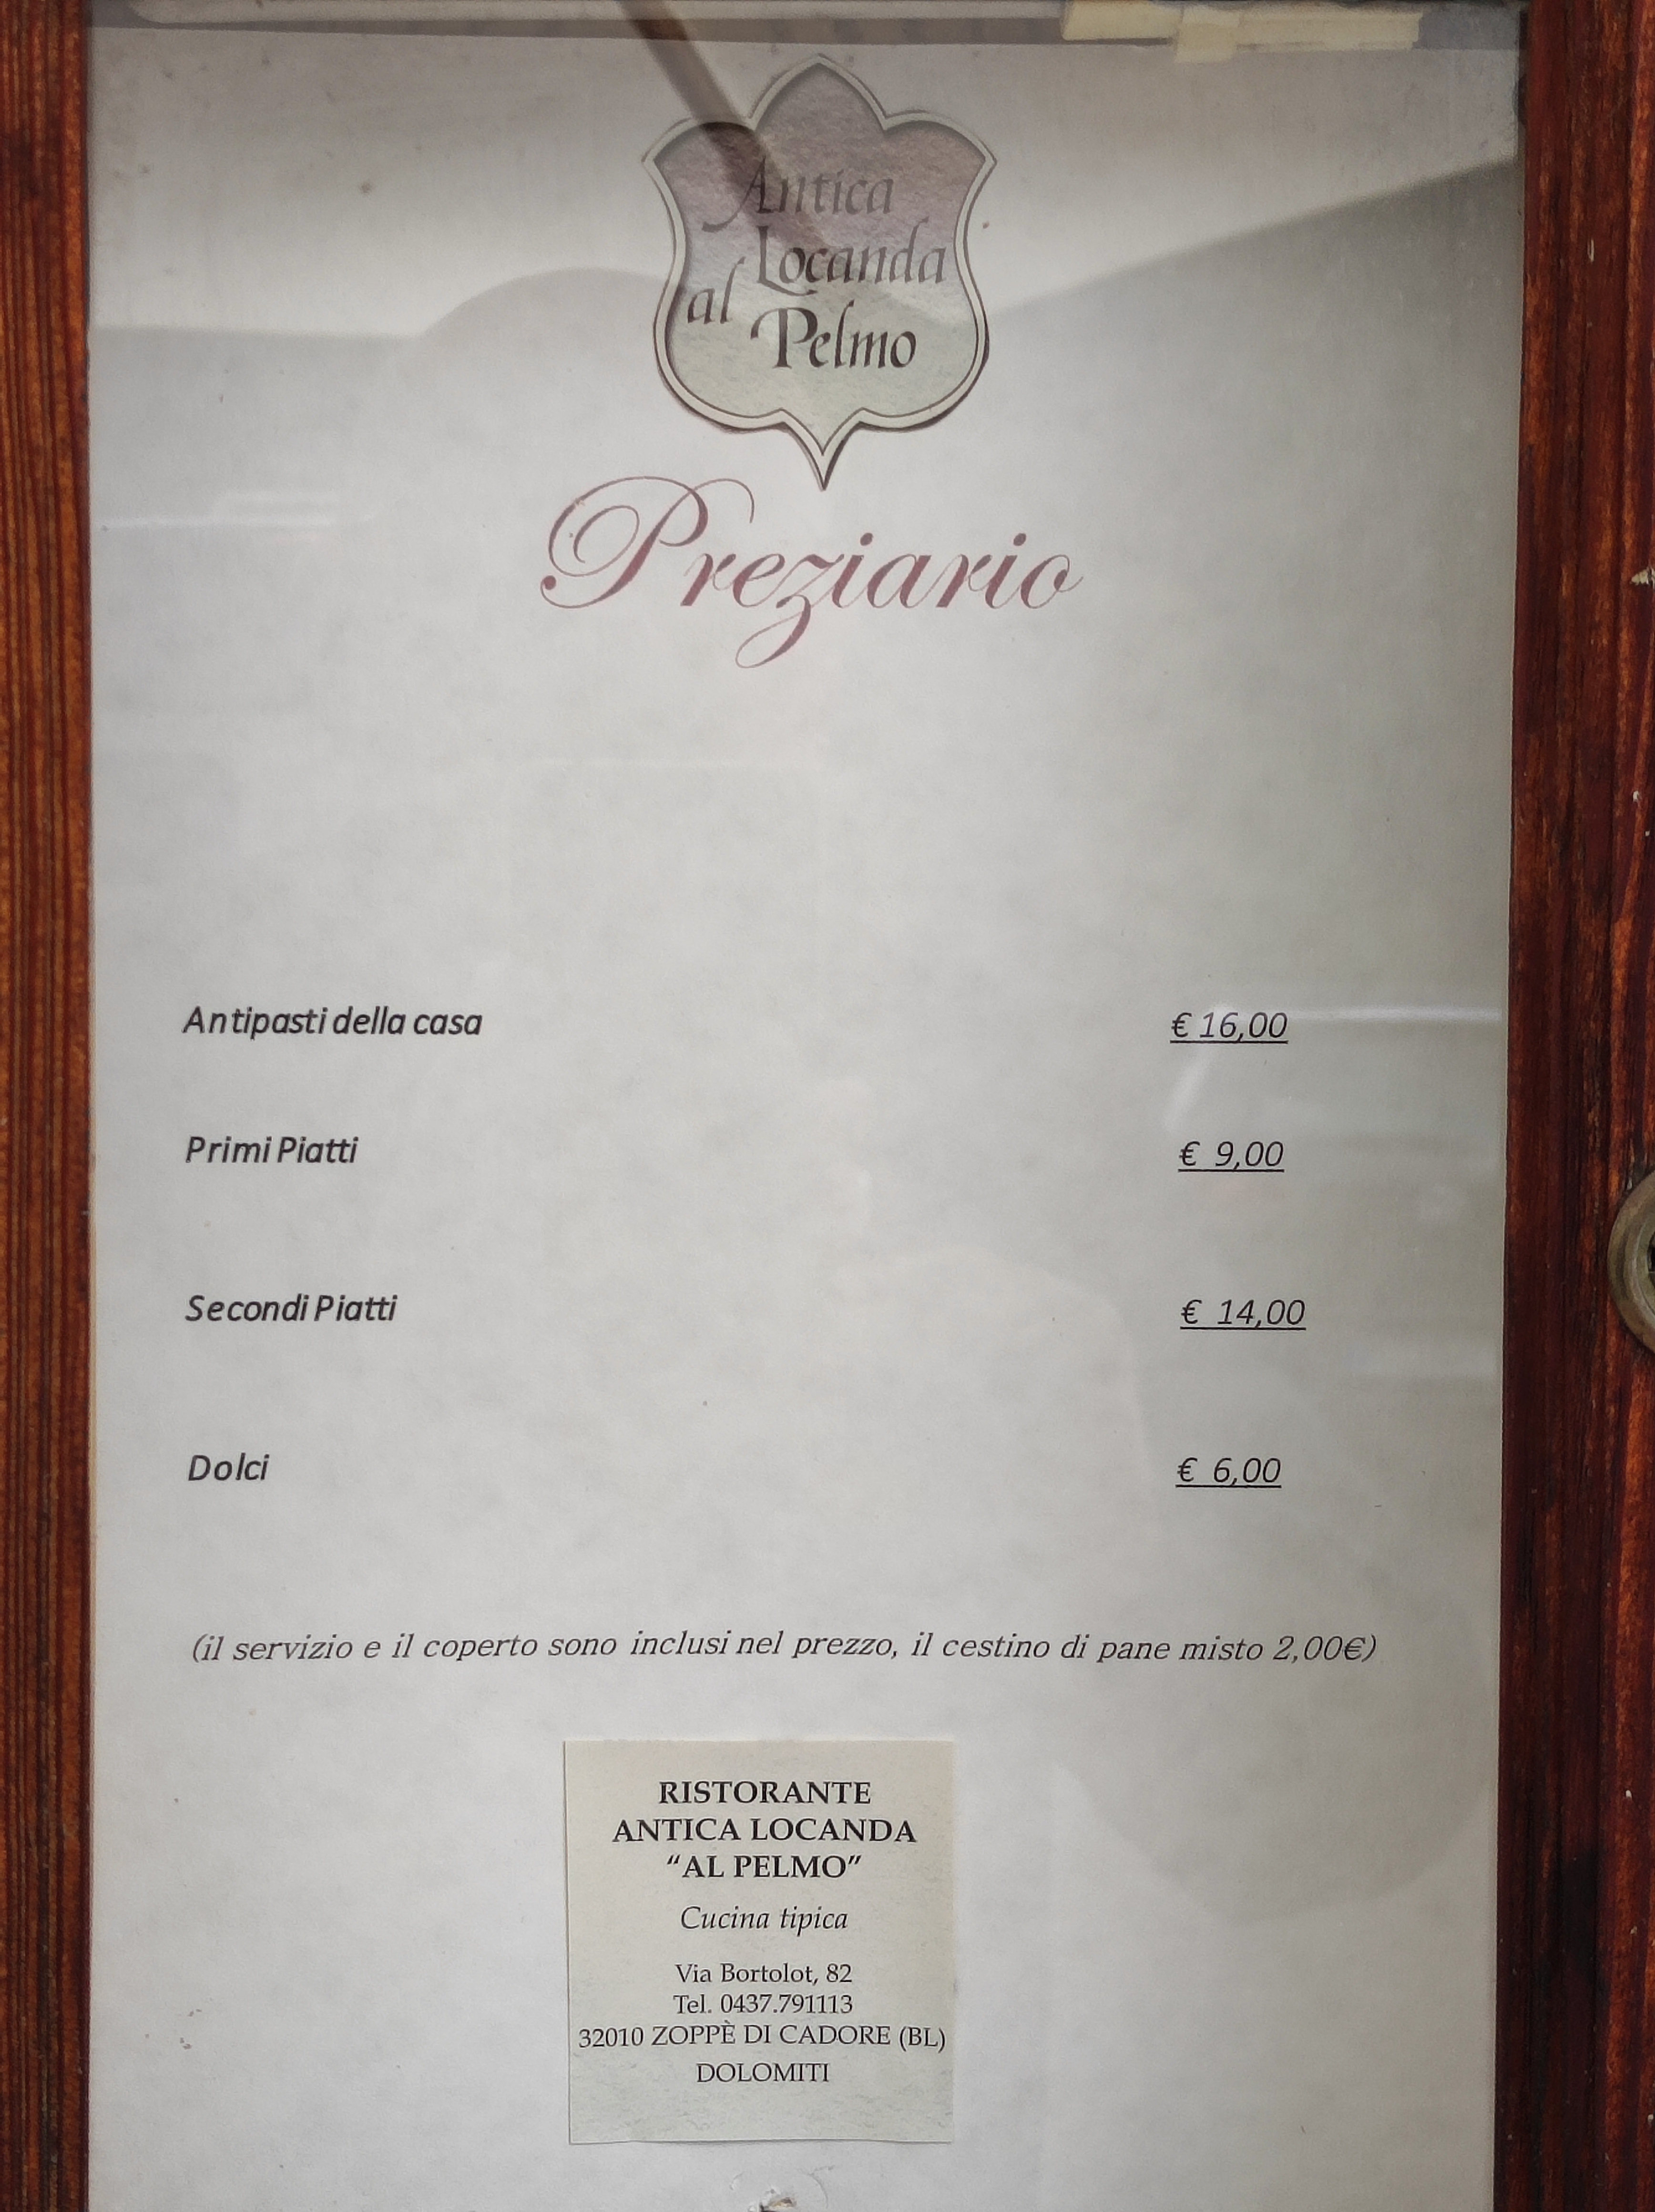 Antica
Locanda
al
Pelmo
Preziario
Antipasti della casa € 16,00
Primi Piatti € 9,00
Secondi Piatti € 14,00
Dolci € 6,00
(il servizio e il coperto sono inclusi nel prezzo, il cestino di pane misto 2,00€)
RISTORANTE
ANTICA LOCANDA
“AL PELMO”
Cucina tipica
Via Bortolot, 82
Tel. 0437.791113
32010 ZOPPÈ DI CADORE (BL)
DOLOMITI